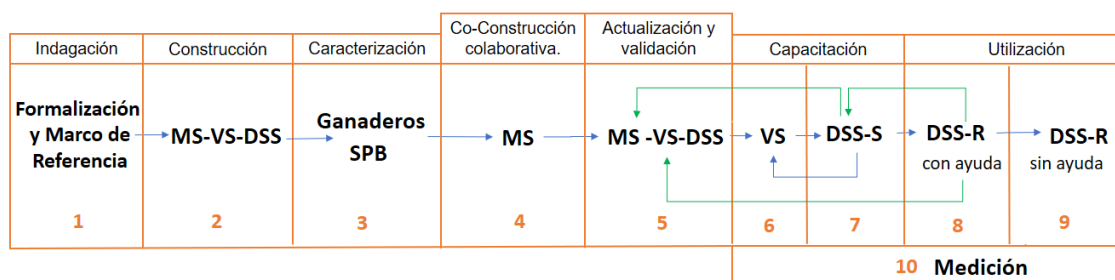 Indagación
Construcción
Caracterización
Co-Construcción
colaborativa.
Actualización y
validación
Capacitación
Utilización
Formalización
y Marco de
Referencia
MS-VS-DSS
Ganaderos
SPB
MS
MS -VS-DSS
VS
DSS-S
DSS-R
con ayuda
DSS-R
sin ayuda
1
2
3
4
5
6
7
8
9
10 Medición